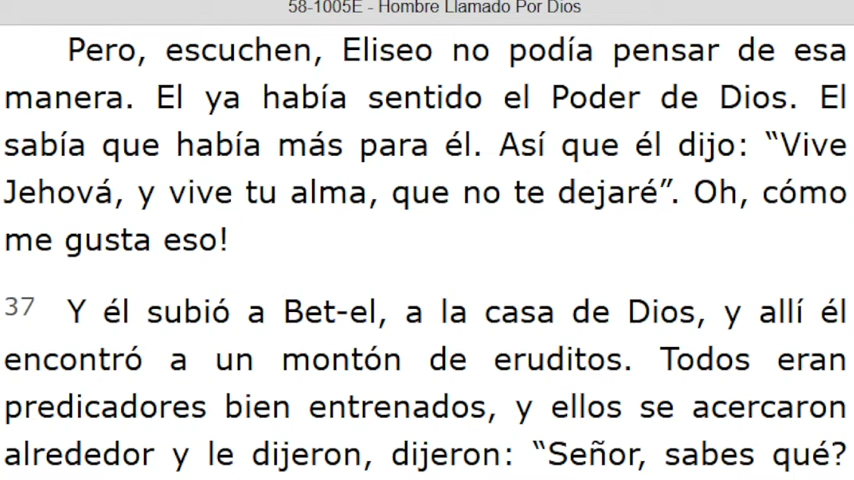 58-1005E - Hombre Llamado Por Dios
Pero, escuchen, Eliseo no podía pensar de esa
manera. El ya había sentido el Poder de Dios. El
sabía que había más para él. Así que él dijo: “Vive
Jehová, y vive tu alma, que no te dejaré”. Oh, cómo
me gusta eso!
37 Y él subió a Bet-el, a la casa de Dios, y allí él
encontró a un montón de eruditos. Todos eran
predicadores bien entrenados, y ellos se acercaron
alrededor y le dijeron, dijeron: “Señor, sabes qué?